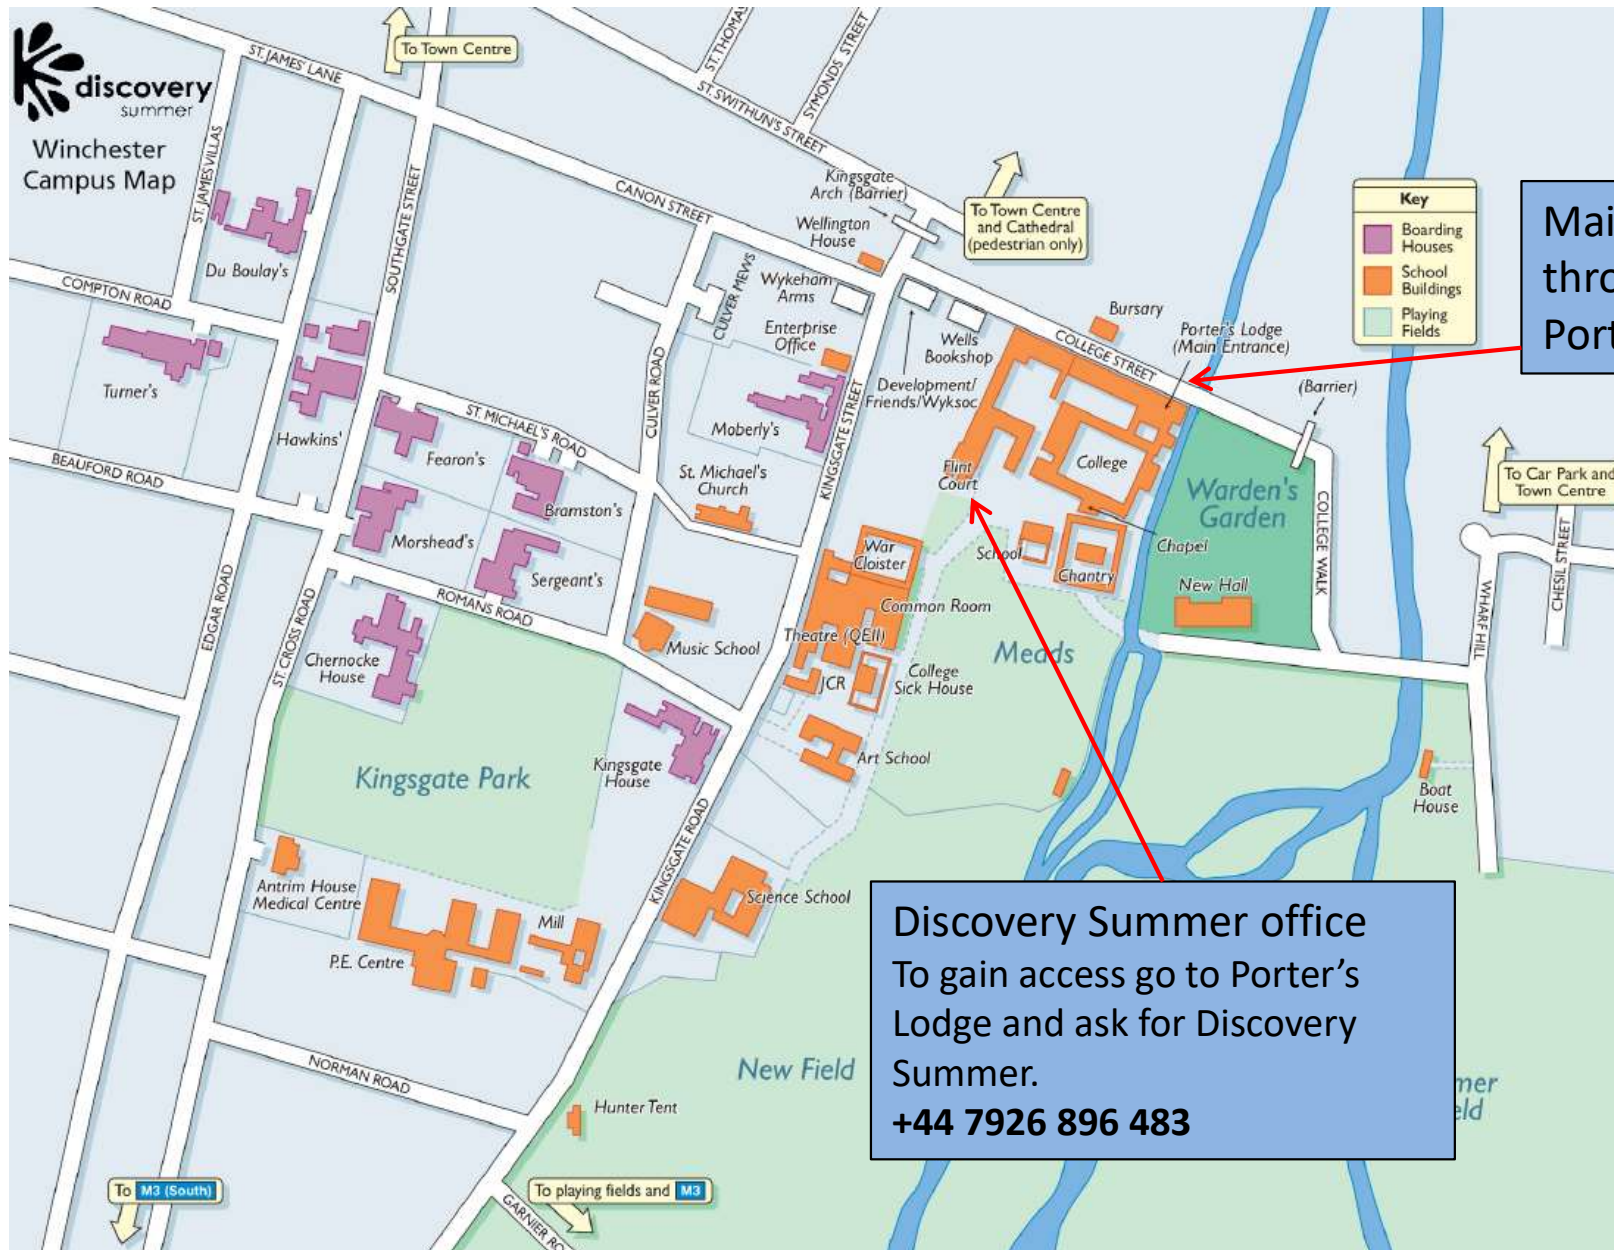 discovery
summer
Winchester
Campus Map
To Town Centre
ST. JAMES' LANE
ST. JAMES VILLAS
SOUTHGATE STREET
ST. SWITHUN'S STREET
SYMONDS STREET
CANON STREET
Kingsgate
Arch (Barrier)
To Town Centre
and Cathedral
(pedestrian only)
Wellington
House
Wykeham
Arms
Enterprise
Office
CULVER MEWS
CULVER ROAD
Key
Boarding
Houses
School
Buildings
Playing
Fields
Du Boulay's
COMPTON ROAD
Turner's
Hawkins'
BEAUFORD ROAD
Fearon's
ST. MICHAEL'S ROAD
Bramston's
Morshead's
Sergeant's
ROMANS ROAD
EDGAR ROAD
ST. CROSS ROAD
Chernocke
House
Moberly's
St. Michael's
Church
KINGSGATE STREET
Development/
Friends/Wyksoc
Wells
Bookshop
Bursary
COLLEGE STREET
Porter's Lodge
(Main Entrance)
(Barrier)
Flint
Court
College
Warden's
Garden
COLLEGE WALK
To Car Park and
Town Centre
CHESIL STREET
WHARF HILL
War
Cloister
School
Chantry
Chapel
New Hall
Common Room
Theatre (QEII)
JCR
College
Sick House
Meads
Music School
Art School
Kingsgate
House
Kingsgate Park
KINGSGATE ROAD
Boat
House
Antrim House
Medical Centre
P.E. Centre
Mill
Science School
Discovery Summer office
To gain access go to Porter's
Lodge and ask for Discovery
Summer.
+44 7926 896 483
New Field
NORMAN ROAD
Hunter Tent
To M3 (South)
To playing fields and M3